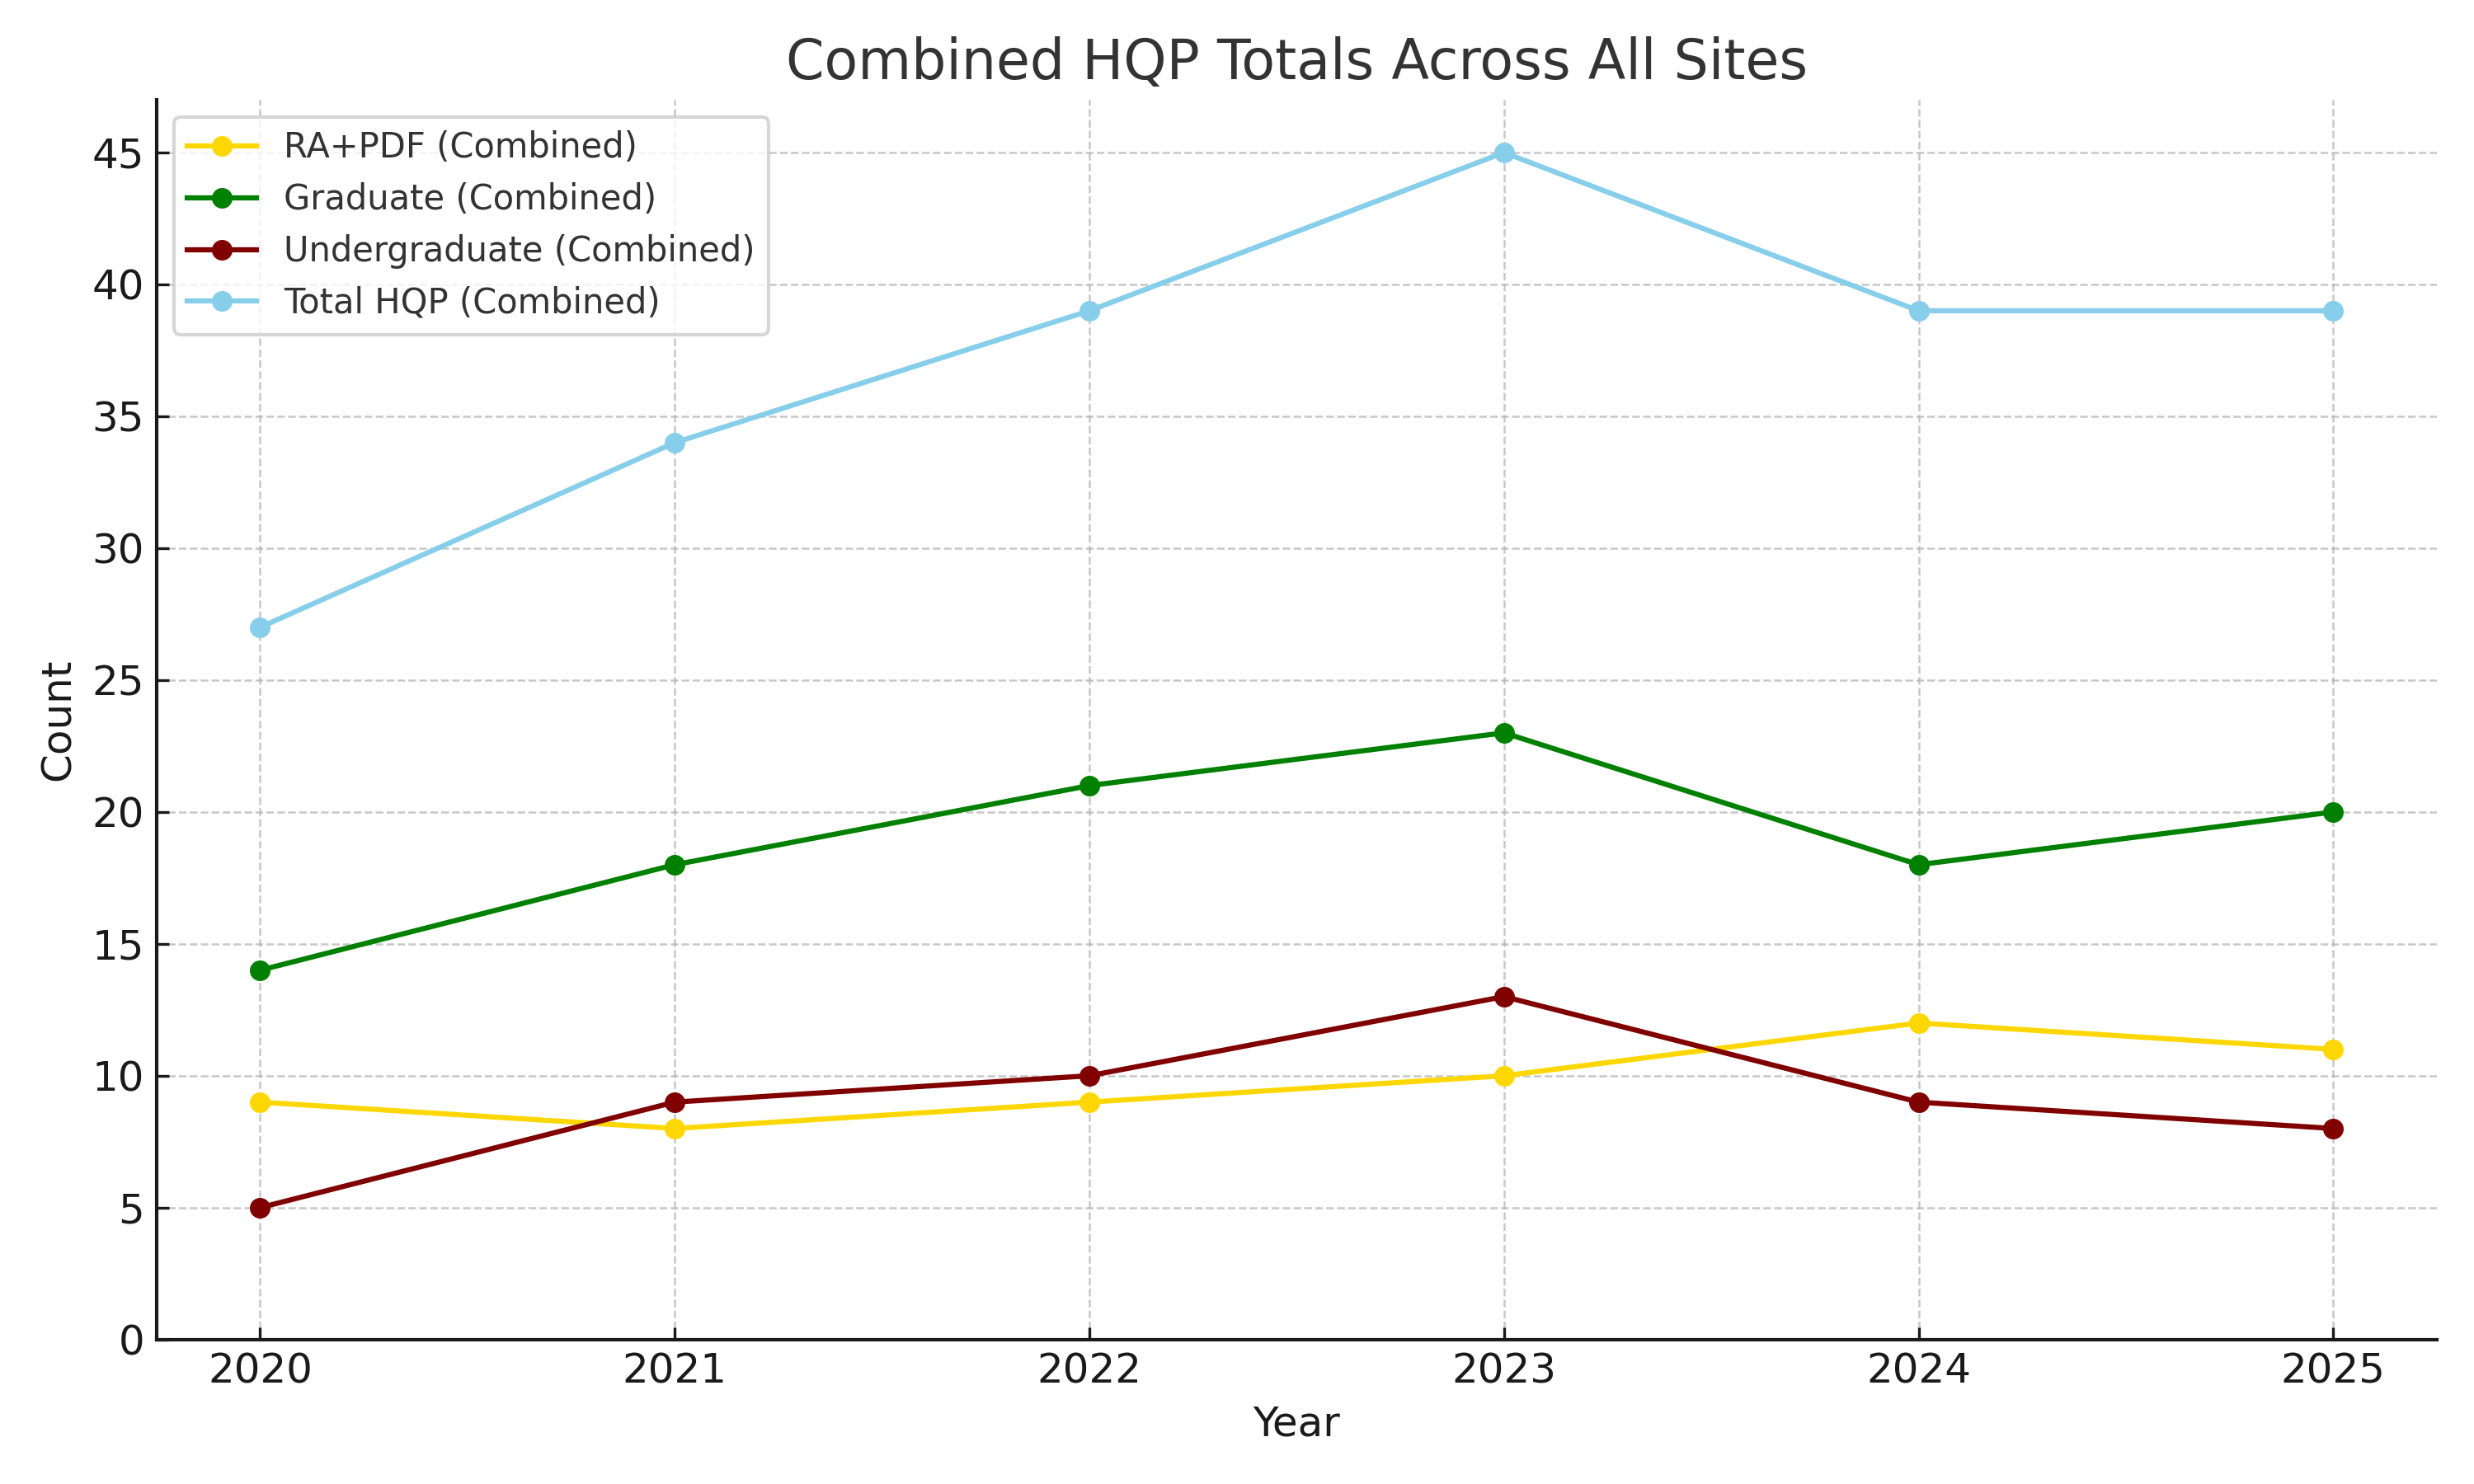 Combined HQP Totals Across All Sites
RA+PDF (Combined)
Graduate (Combined)
Undergraduate (Combined)
Total HQP (Combined)
45
40
35
30
25
20
15
10
5
0
Count
2020 2021 2022 2023 2024 2025
Year